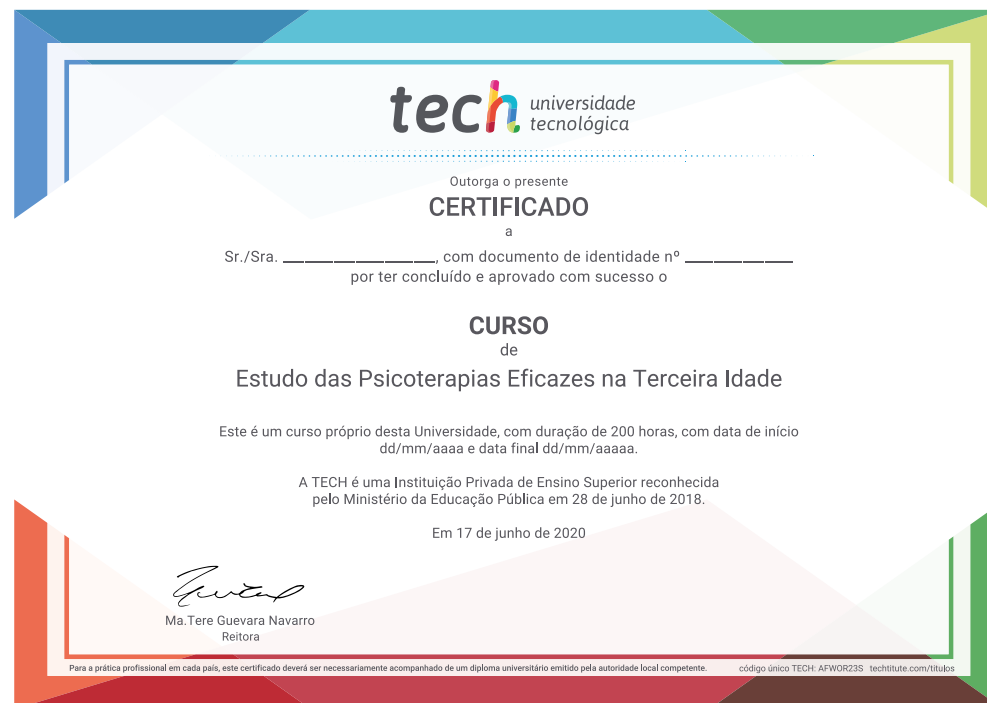 tech universidade
tecnológica
Outorga o presente
CERTIFICADO
a
Sr./Sra. ________________, com documento de identidade nº ____________
por ter concluído e aprovado com sucesso o
CURSO
de
Estudo das Psicoterapias Eficazes na Terceira Idade
Este é um curso próprio desta Universidade, com duração de 200 horas, com data de início
dd/mm/aaaa e data final dd/mm/aaaaa.
A TECH é uma Instituição Privada de Ensino Superior reconhecida
pelo Ministério da Educação Pública em 28 de junho de 2018.
Em 17 de junho de 2020
Ma.Tere Guevara Navarro
Reitora
Para a prática profissional em cada país, este certificado deverá ser necessariamente acompanhado de um diploma universitário emitido pela autoridade local competente.
código único TECH: AFWOR23S techtitute.com/titulos